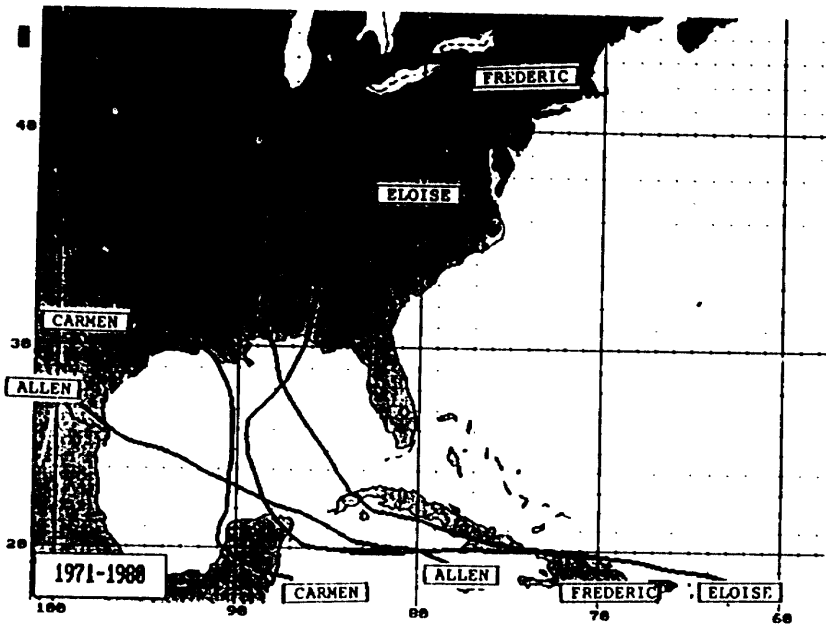 FREDERIC
40
ELOISE
CARMEN
30
ALLEN
20
1971-1980
CARMEN
ALLEN
FREDERIC
ELOISE
100
90
80
70
60